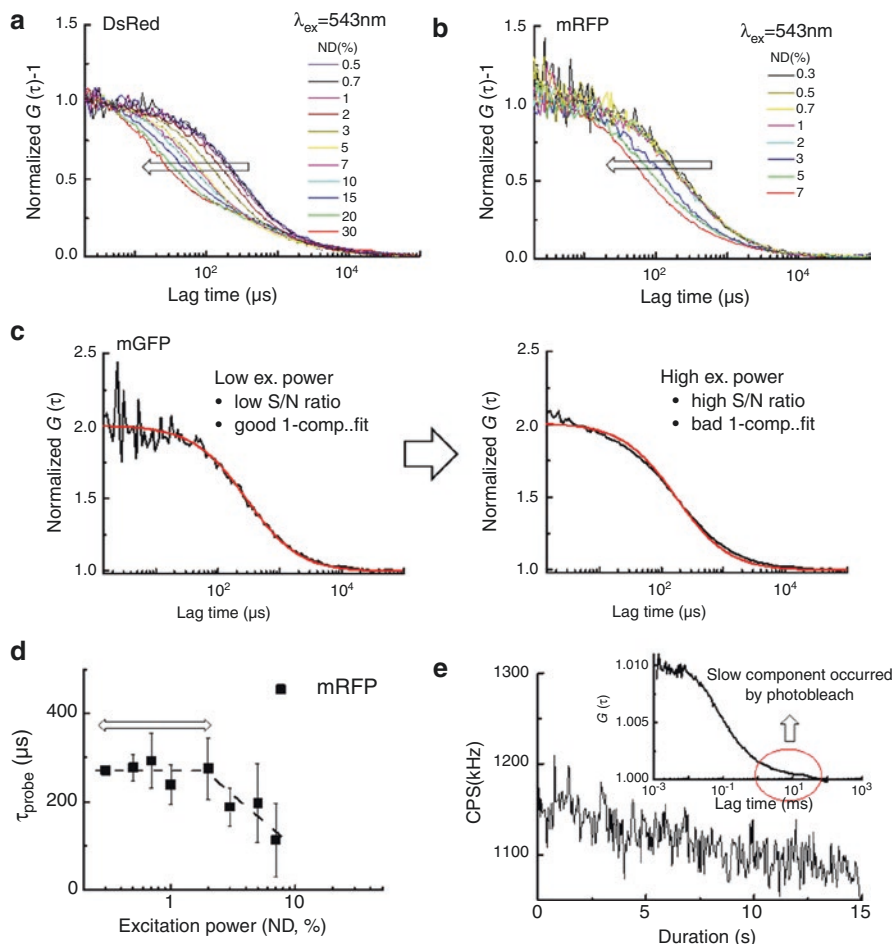 a
DsRed
λex=543nm
ND(%)
0.5
0.7
1
2
3
5
7
10
15
20
30
Normalized G (τ)-1
1.0
0.5
0.0
10²
10⁴
Lag time (µs)
b
mRFP
λex=543nm
ND(%)
0.3
0.5
0.7
1
2
3
5
7
Normalized G (τ)-1
1.5
1.0
0.5
0.0
10²
10⁴
Lag time (µs)
c
mGFP
Low ex. power
• low S/N ratio
• good 1-comp..fit
Normalized G (τ)
2.5
2.0
1.5
1.0
10²
10⁴
Lag time (µs)
High ex. power
• high S/N ratio
• bad 1-comp..fit
Normalized G (τ)
2.5
2.0
1.5
1.0
10²
10⁴
Lag time (µs)
d
mRFP
τprobe (µs)
400
200
0
1
10
Excitation power (ND, %)
e
CPS(kHz)
1300
1200
1100
0
5
10
15
Duration (s)
Slow component occurred
by photobleach
G (τ)
1.010
1.005
1.000
10⁻³
10⁻¹
10¹
10³
Lag time (ms)